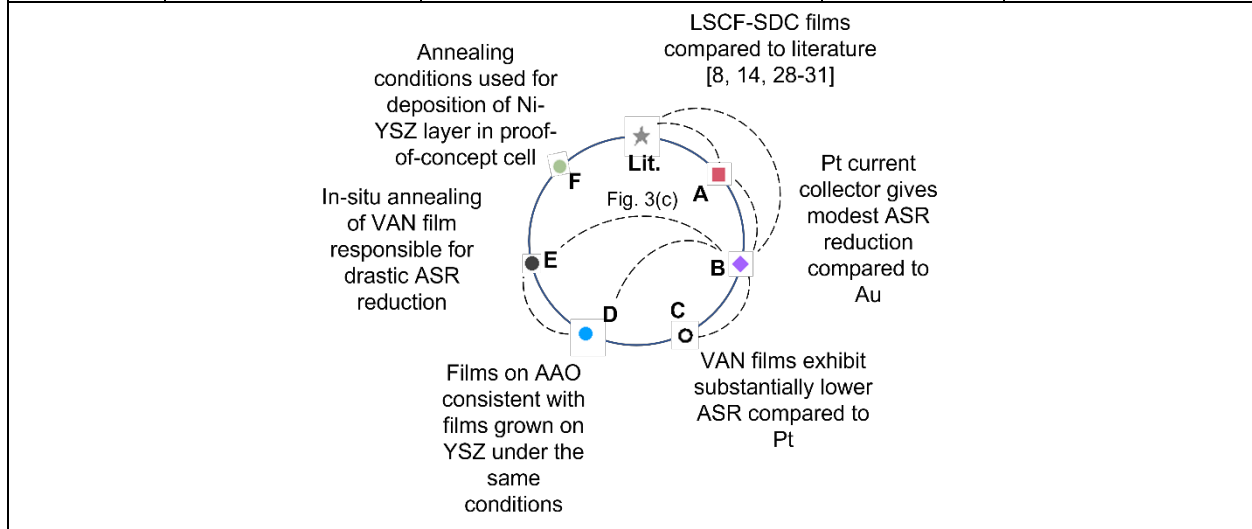 LSCF-SDC films
compared to literature
[8, 14, 28-31]
Annealing
conditions used for
deposition of Ni-
YSZ layer in proof-
of-concept cell
Lit.
F
A
Fig. 3(c)
Pt current
collector gives
modest ASR
reduction
compared to
Au
In-situ annealing
of VAN film
responsible for
drastic ASR
reduction
E
B
D
C
VAN films exhibit
substantially lower
ASR compared to
Pt
Films on AAO
consistent with
films grown on
YSZ under the
same
conditions